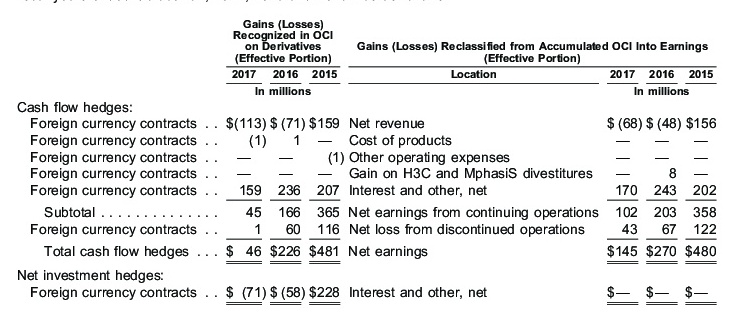 Gains (Losses)
Recognized in OCI
on Derivatives
(Effective Portion)
Gains (Losses) Reclassified from Accumulated OCI Into Earnings
(Effective Portion)
2017 2016 2015 Location 2017 2016 2015
In millions In millions
Cash flow hedges:
Foreign currency contracts . . $(113) $ (71) $159 Net revenue $ (68) $ (48) $156
Foreign currency contracts . . (1) 1 — Cost of products — — —
Foreign currency contracts . . — — (1) Other operating expenses — — —
Foreign currency contracts . . — — — Gain on H3C and MphasiS divestitures — 8 —
Foreign currency contracts . . 159 236 207 Interest and other, net 170 243 202
Subtotal . . . . . . . . . . . . . . 45 166 365 Net earnings from continuing operations 102 203 358
Foreign currency contracts . . 1 60 116 Net loss from discontinued operations 43 67 122
Total cash flow hedges . . . $ 46 $226 $481 Net earnings $145 $270 $480
Net investment hedges:
Foreign currency contracts . . $ (71) $ (58) $228 Interest and other, net $— $— $—